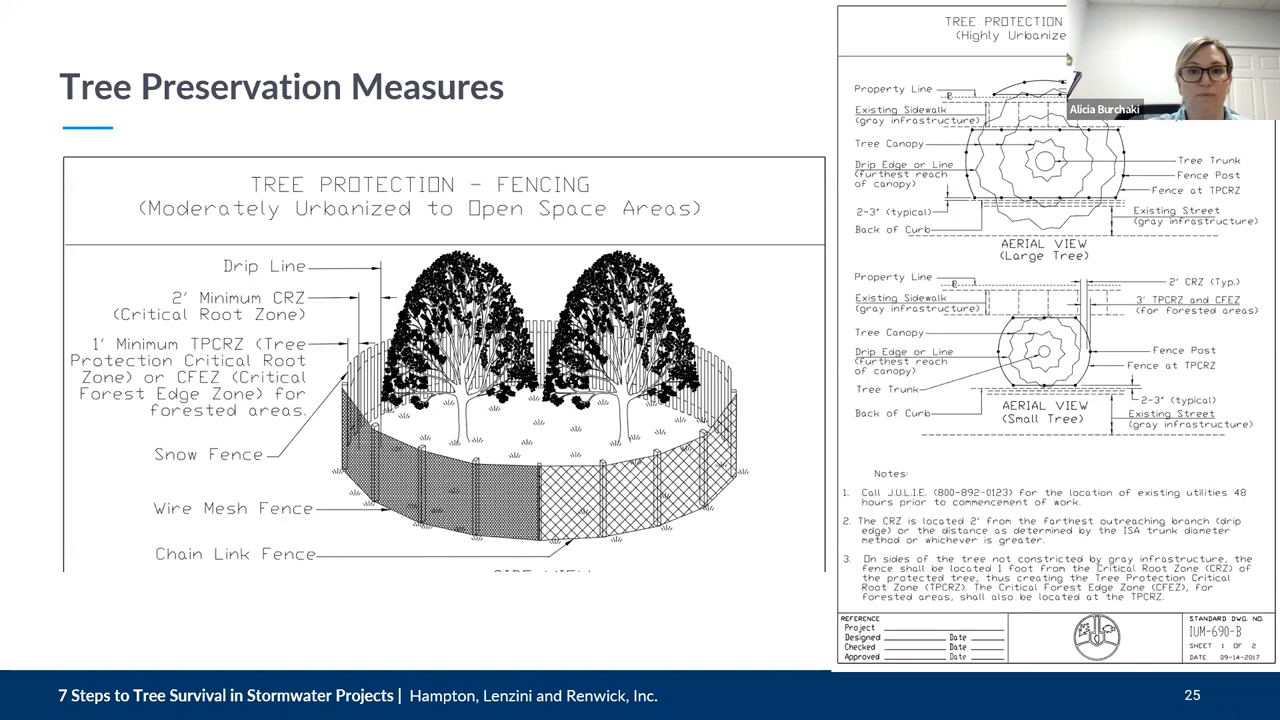 Tree Preservation Measures
TREE PROTECTION - FENCING
(Moderately Urbanized to Open Space Areas)
Drip Line
2' Minimum CRZ
(Critical Root Zone)
1' Minimum TPCRZ (Tree
Protection Critical Root
Zone) or CFEZ (Critical
Forest Edge Zone) for
forested areas.
Snow Fence
Wire Mesh Fence
Chain Link Fence
TREE PROTECTION
(Highly Urbanize
Alicia Burchaki
Property Line
Existing Sidewalk
(gray infrastructure)
Tree Canopy
Drip Edge or Line
(furthest reach
of canopy)
2-3" (typical)
Back of Curb
Tree Trunk
Fence Post
Fence at TPCRZ
Existing Street
(gray infrastructure)
AERIAL VIEW
(Large Tree)
Property Line
Existing Sidewalk
(gray infrastructure)
Tree Canopy
Drip Edge or Line
(furthest reach
of canopy)
Tree Trunk
Back of Curb
2' CRZ (Typ.)
3' TPCRZ and CFEZ
(for forested areas)
Fence Post
Fence at TPCRZ
2-3" (typical)
Existing Street
(gray infrastructure)
AERIAL VIEW
(Small Tree)
Notes:
1. Call J.U.L.I.E. (800-892-0123) for the location of existing utilities 48
hours prior to commencement of work.
2. The CRZ is located 2' from the farthest outreaching branch (drip
edge) or the distance as determined by the ISA trunk diameter
method or whichever is greater.
3. On sides of the tree not constricted by gray infrastructure, the
fence shall be located 1 foot from the Critical Root Zone (CRZ) of
the protected tree, thus creating the Tree Protection Critical
Root Zone (TPCRZ). The Critical Forest Edge Zone (CFEZ), for
forested areas, shall also be located at the TPCRZ.
REFERENCE
Project
Designed Date
Checked Date
Approved Date
STANDARD DWG. NO.
IUM-690-B
SHEET 1 OF 2
DATE 09-14-2017
7 Steps to Tree Survival in Stormwater Projects | Hampton, Lenzini and Renwick, Inc.
25